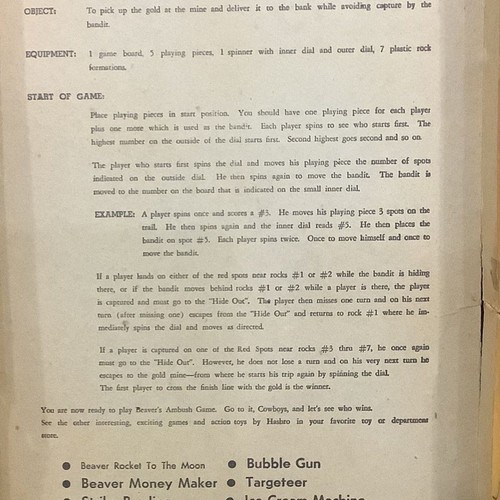 OBJECT: To pick up the gold at the mine and deliver it to the bank while avoiding capture by the
bandit.
EQUIPMENT: 1 game board, 5 playing pieces, 1 spinner with inner dial and outer dial, 7 plastic rock
formations.
START OF GAME:
Place playing pieces in start position. You should have one playing piece for each player
plus one more which is used as the bandit. Each player spins to see who starts first. The
highest number on the outside of the dial starts first. Second highest goes second and so on.
The player who starts first spins the dial and moves his playing piece the number of spots
indicated on the outside dial. He then spins again to move the bandit. The bandit is
moved to the number on the board that is indicated on the small inner dial.
EXAMPLE: A player spins once and scores a #3. He moves his playing piece 3 spots on the
trail. He then spins again and the inner dial reads #5. He then places the
bandit on spot #5. Each player spins twice. Once to move himself and once to
move the bandit.
If a player lands on either of the red spots near rocks #1 or #2 while the bandit is hiding
there, or if the bandit moves behind rocks #1 or #2 while a player is there, the player
is captured and must go to the "Hide Out". The player then misses one turn and on his next
turn (after missing one) escapes from the "Hide Out" and returns to rock #1 where he im-
mediately spins the dial and moves as directed.
If a player is captured on one of the Red Spots near rocks #3 thru #7, he once again
must go to the "Hide Out". However, he does not lose a turn and on his very next turn he
escapes to the gold mine—from where he starts his trip again by spinning the dial.
The first player to cross the finish line with the gold is the winner.
You are now ready to play Beaver's Ambush Game. Go to it, Cowboys, and let's see who wins.
See the other interesting, exciting games and action toys by Hasbro in your favorite toy or department
store.
● Beaver Rocket To The Moon ● Bubble Gun
● Beaver Money Maker ● Targeteer
● Ice Cream Machine